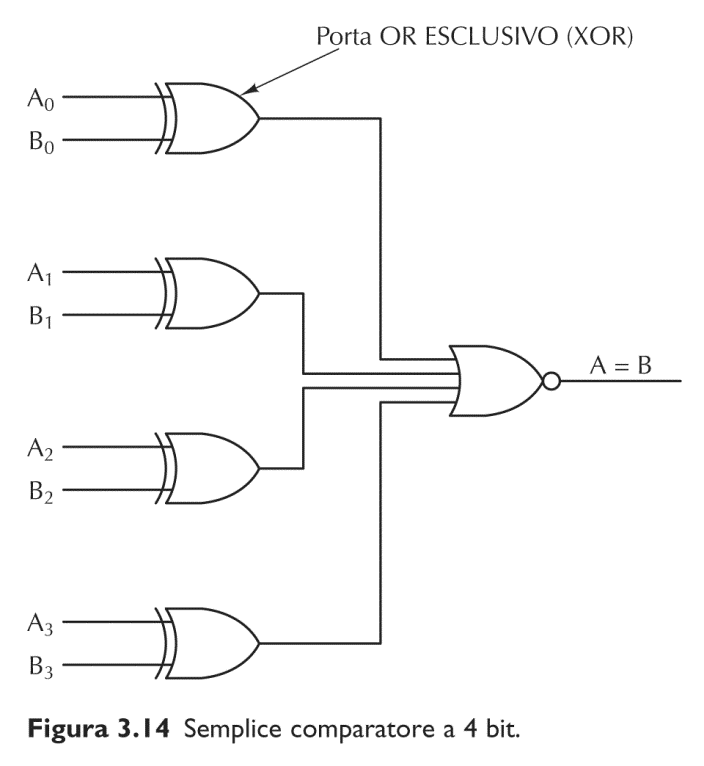 Porta OR ESCLUSIVO (XOR)
A₀
B₀
A₁
B₁
A = B
A₂
B₂
A₃
B₃
Figura 3.14 Semplice comparatore a 4 bit.